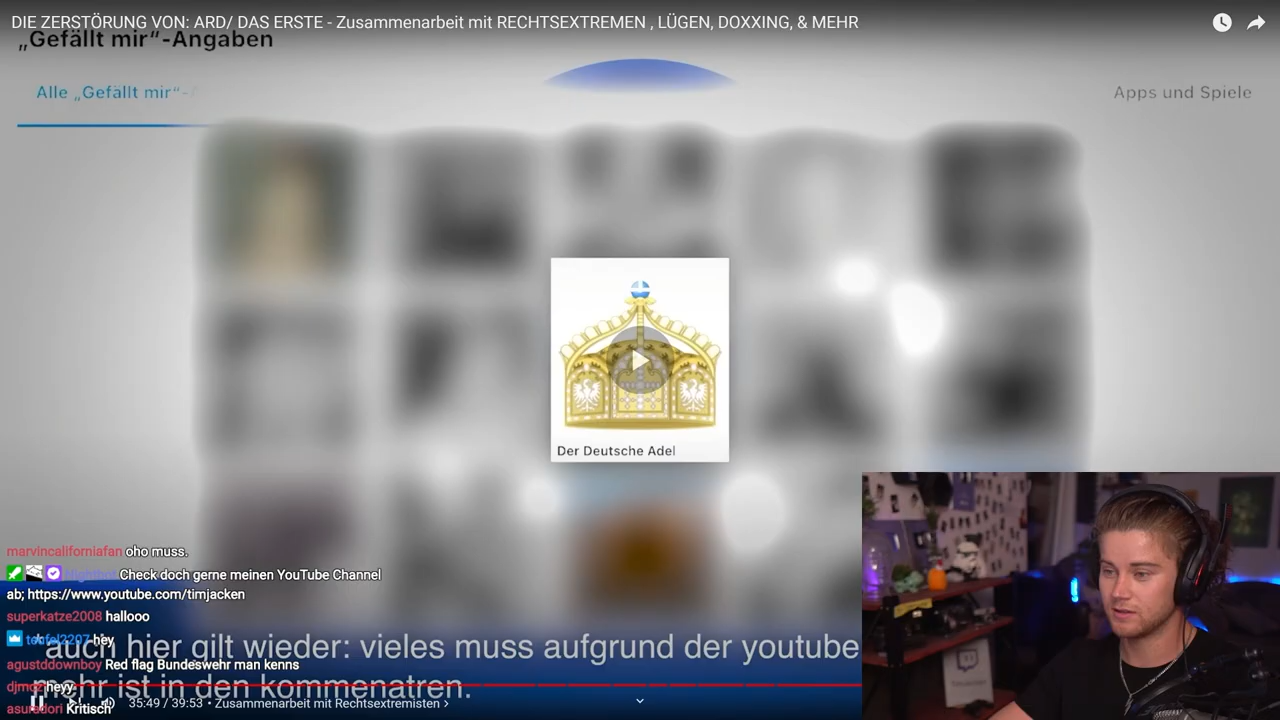 DIE ZERSTÖRUNG VON: ARD/ DAS ERSTE - Zusammenarbeit mit RECHTSEXTREMEN , LÜGEN, DOXXING, & MEHR
„Gefällt mir“-Angaben
Alle „Gefällt mir“-
Apps und Spiele
Der Deutsche Adel
marvincaliforniafan oho muss.
Check doch gerne meinen YouTube Channel
ab; https://www.youtube.com/timjacken
superkatze2008 hallooo
teufel2207 hey
auch hier gilt wieder: vieles muss aufgrund der youtube
agustddownboy Red flag Bundeswehr man kenns
heyy
mehr ist in den kommenatren.
35:49 / 39:53 • Zusammenarbeit mit Rechtsextremisten ›
asuradori Kritisch